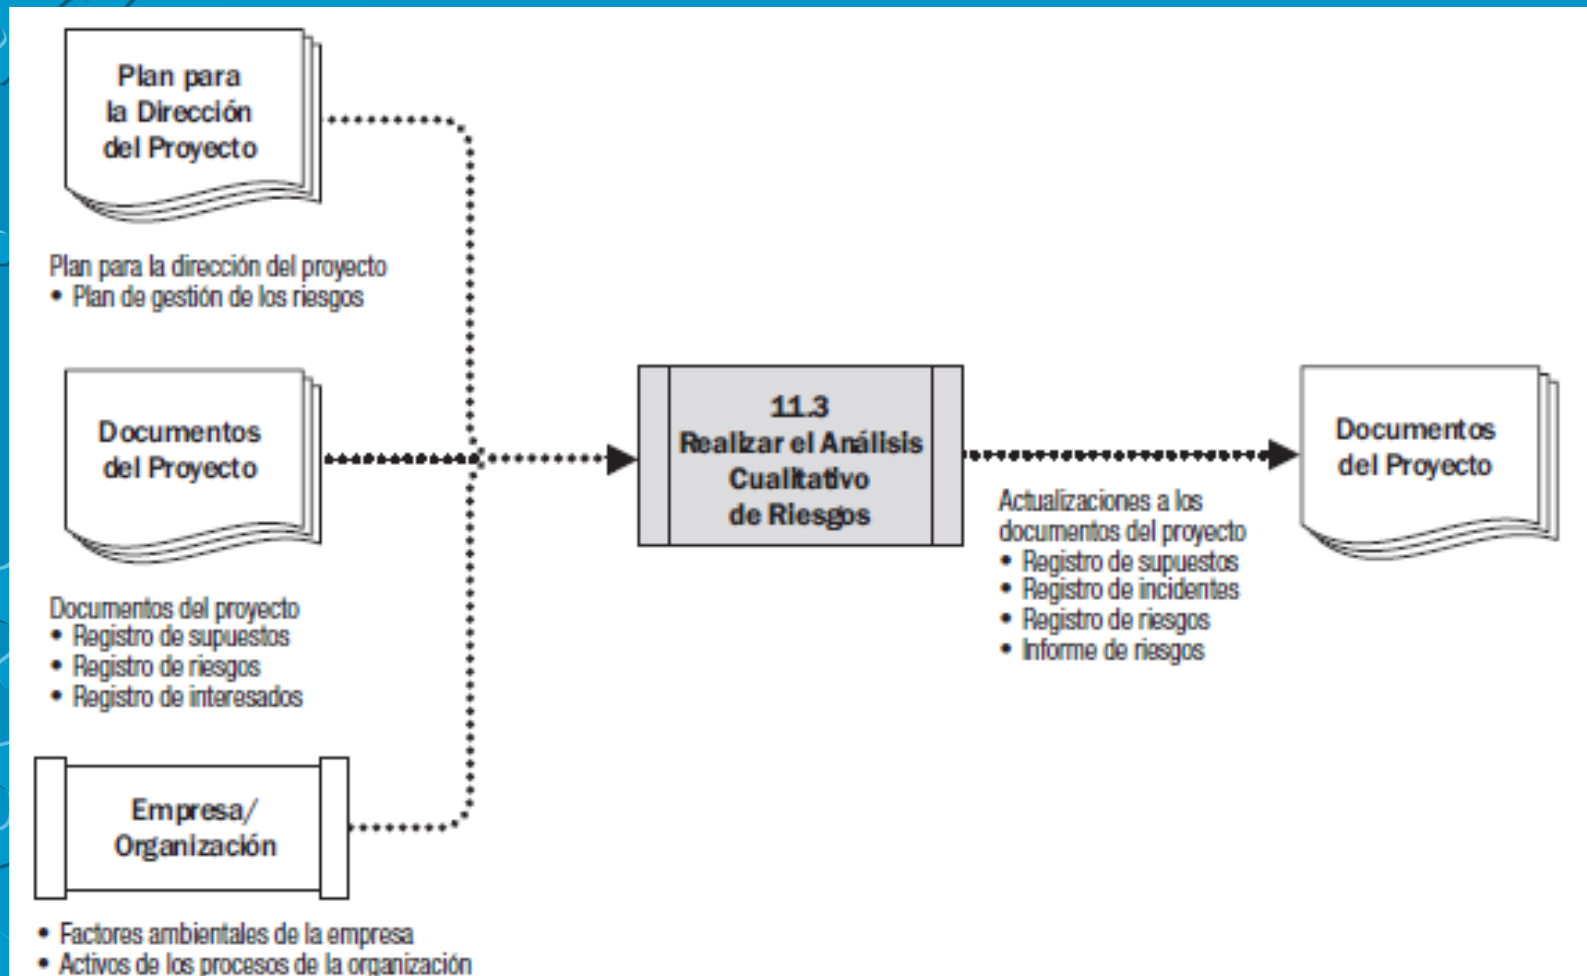 Plan para
la Dirección
del Proyecto
Plan para la dirección del proyecto
• Plan de gestión de los riesgos
Documentos
del Proyecto
Documentos del proyecto
• Registro de supuestos
• Registro de riesgos
• Registro de interesados
Empresa/
Organización
• Factores ambientales de la empresa
• Activos de los procesos de la organización
11.3
Realizar el Análisis
Cualitativo
de Riesgos
Actualizaciones a los
documentos del proyecto
• Registro de supuestos
• Registro de incidentes
• Registro de riesgos
• Informe de riesgos
Documentos
del Proyecto